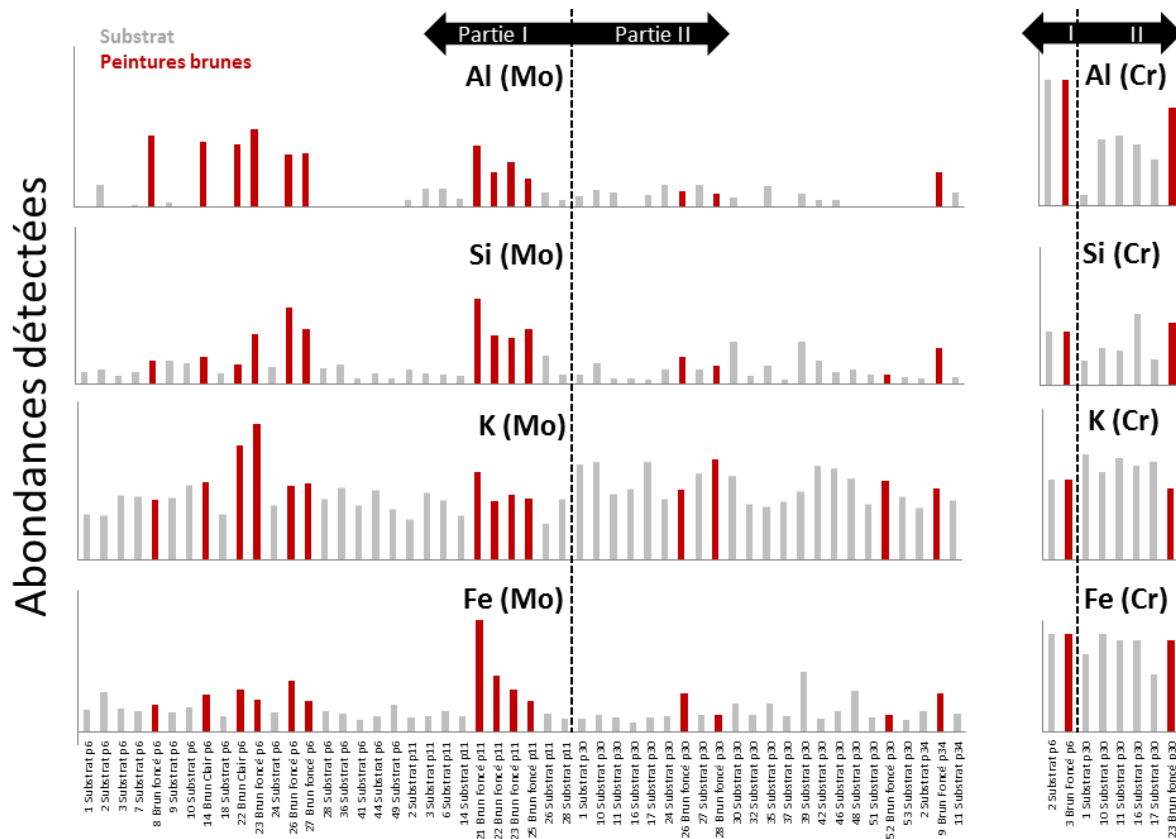 Partie I
Partie II
I
II
Substrat
Peintures brunes
Al (Mo)
Al (Cr)
Si (Mo)
Si (Cr)
K (Mo)
K (Cr)
Fe (Mo)
Fe (Cr)
Abondances détectées
1 Substrat p6
2 Substrat p6
3 Substrat p6
7 Substrat p6
8 Brun foncé p6
9 Substrat p6
10 Substrat p6
14 Brun Clair p6
18 Substrat p6
22 Brun Clair p6
23 Brun Foncé p6
24 Substrat p6
26 Brun Foncé p6
27 Brun foncé p6
28 Substrat p6
36 Substrat p6
41 Substrat p6
44 Substrat p6
49 Substrat p6
2 Substrat p11
3 Substrat p11
6 Substrat p11
14 Substrat p11
21 Brun Foncé p11
22 Brun Foncé p11
23 Brun Foncé p11
25 Brun Foncé p11
26 Substrat p11
28 Substrat p11
1 Substrat p30
10 Substrat p30
11 Substrat p30
16 Substrat p30
17 Substrat p30
24 Substrat p30
26 Brun foncé p30
27 Substrat p30
28 Brun foncé p30
30 Substrat p30
32 Substrat p30
35 Substrat p30
37 Substrat p30
39 Substrat p30
42 Substrat p30
46 Substrat p30
48 Substrat p30
51 Substrat p30
52 Brun foncé p30
53 Substrat p30
2 Substrat p34
9 Brun Foncé p34
11 Substrat p34
2 Substrat p6
3 Brun Foncé p6
1 Substrat p30
10 Substrat p30
11 Substrat p30
16 Substrat p30
17 Substrat p30
21 Brun foncé p30